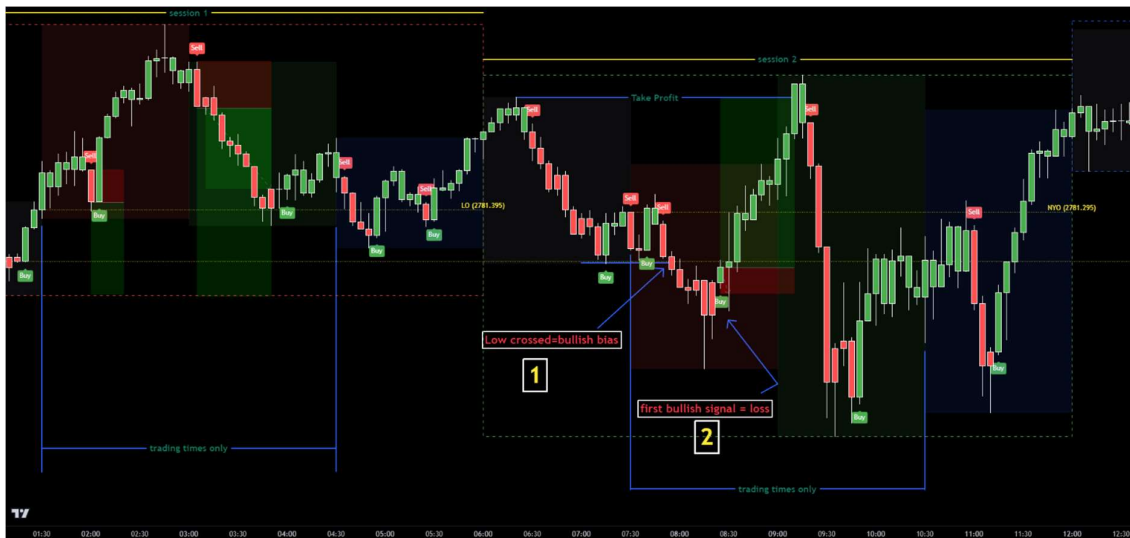 session 1
Sell
session 2
Take Profit
Sell
Sell
Sell
Sell
Sell
Sell
Sell
Sell
Sell
LO (2781.395)
NYO (2781.395)
Buy
Buy
Buy
Buy
Buy
Buy
Buy
Buy
Buy
Buy
Low crossed=bullish bias
1
first bullish signal = loss
2
trading times only
trading times only
01:30 02:00 02:30 03:00 03:30 04:00 04:30 05:00 05:30 06:00 06:30 07:00 07:30 08:00 08:30 09:00 09:30 10:00 10:30 11:00 11:30 12:00 12:30